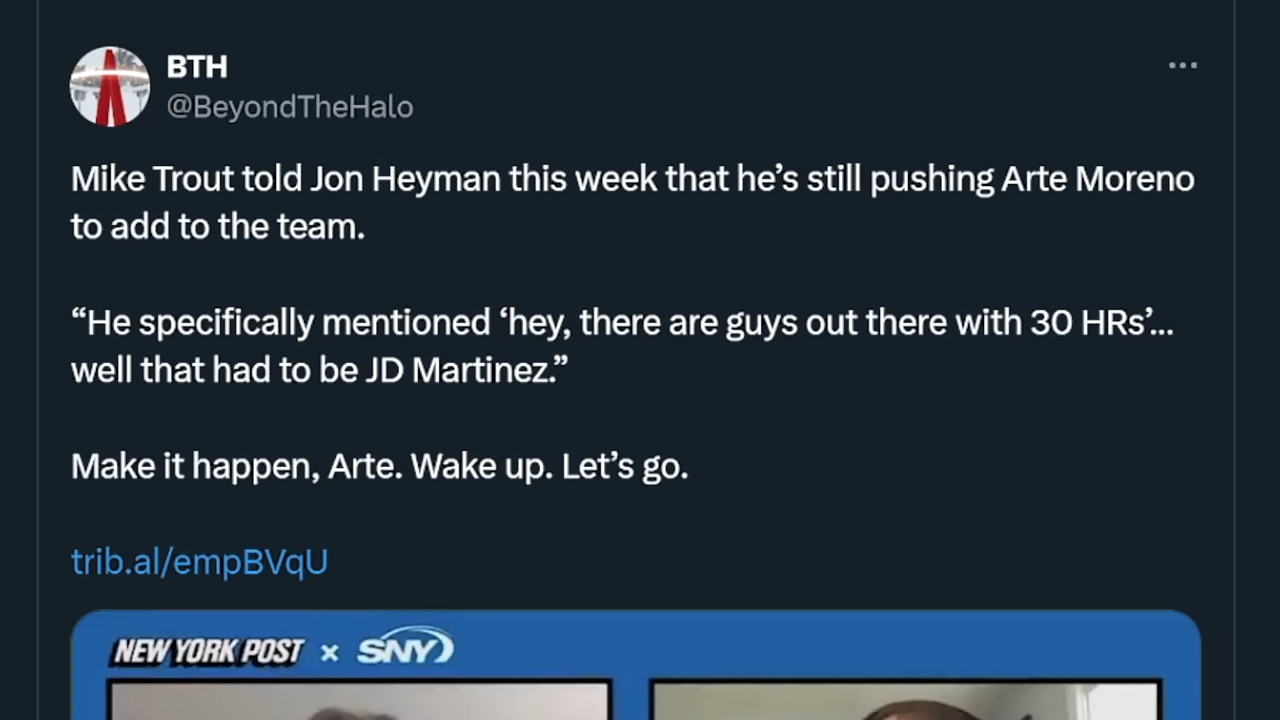 BTH
@BeyondTheHalo
Mike Trout told Jon Heyman this week that he’s still pushing Arte Moreno
to add to the team.
“He specifically mentioned ‘hey, there are guys out there with 30 HRs’...
well that had to be JD Martinez.”
Make it happen, Arte. Wake up. Let’s go.
trib.al/empBVqU
NEW YORK POST x SNY